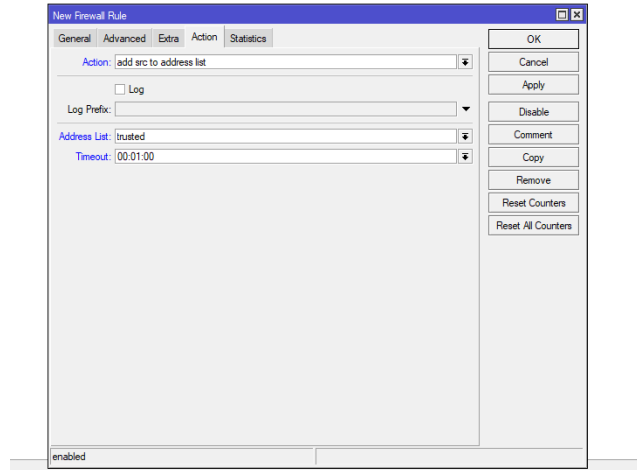 New Firewall Rule
General Advanced Extra Action Statistics
Action: add src to address list
Log
Log Prefix:
Address List: trusted
Timeout: 00:01:00
OK
Cancel
Apply
Disable
Comment
Copy
Remove
Reset Counters
Reset All Counters
enabled